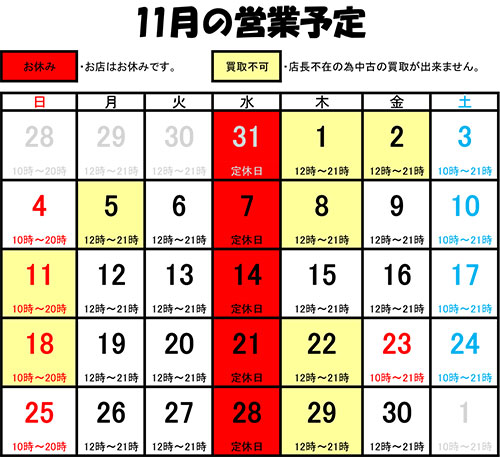 11月の営業予定
お休み ・お店はお休みです。 買取不可 ・店長不在の為中古の買取が出来ません。
日 月 火 水 木 金 土
28 29 30 31 1 2 3
10時～20時 12時～21時 12時～21時 定休日 12時～21時 12時～21時 10時～21時
4 5 6 7 8 9 10
10時～20時 12時～21時 12時～21時 定休日 12時～21時 12時～21時 10時～21時
11 12 13 14 15 16 17
10時～20時 12時～21時 12時～21時 定休日 12時～21時 12時～21時 10時～21時
18 19 20 21 22 23 24
10時～20時 12時～21時 12時～21時 定休日 12時～21時 10時～21時 10時～21時
25 26 27 28 29 30 1
10時～20時 12時～21時 12時～21時 定休日 12時～21時 12時～21時 10時～21時